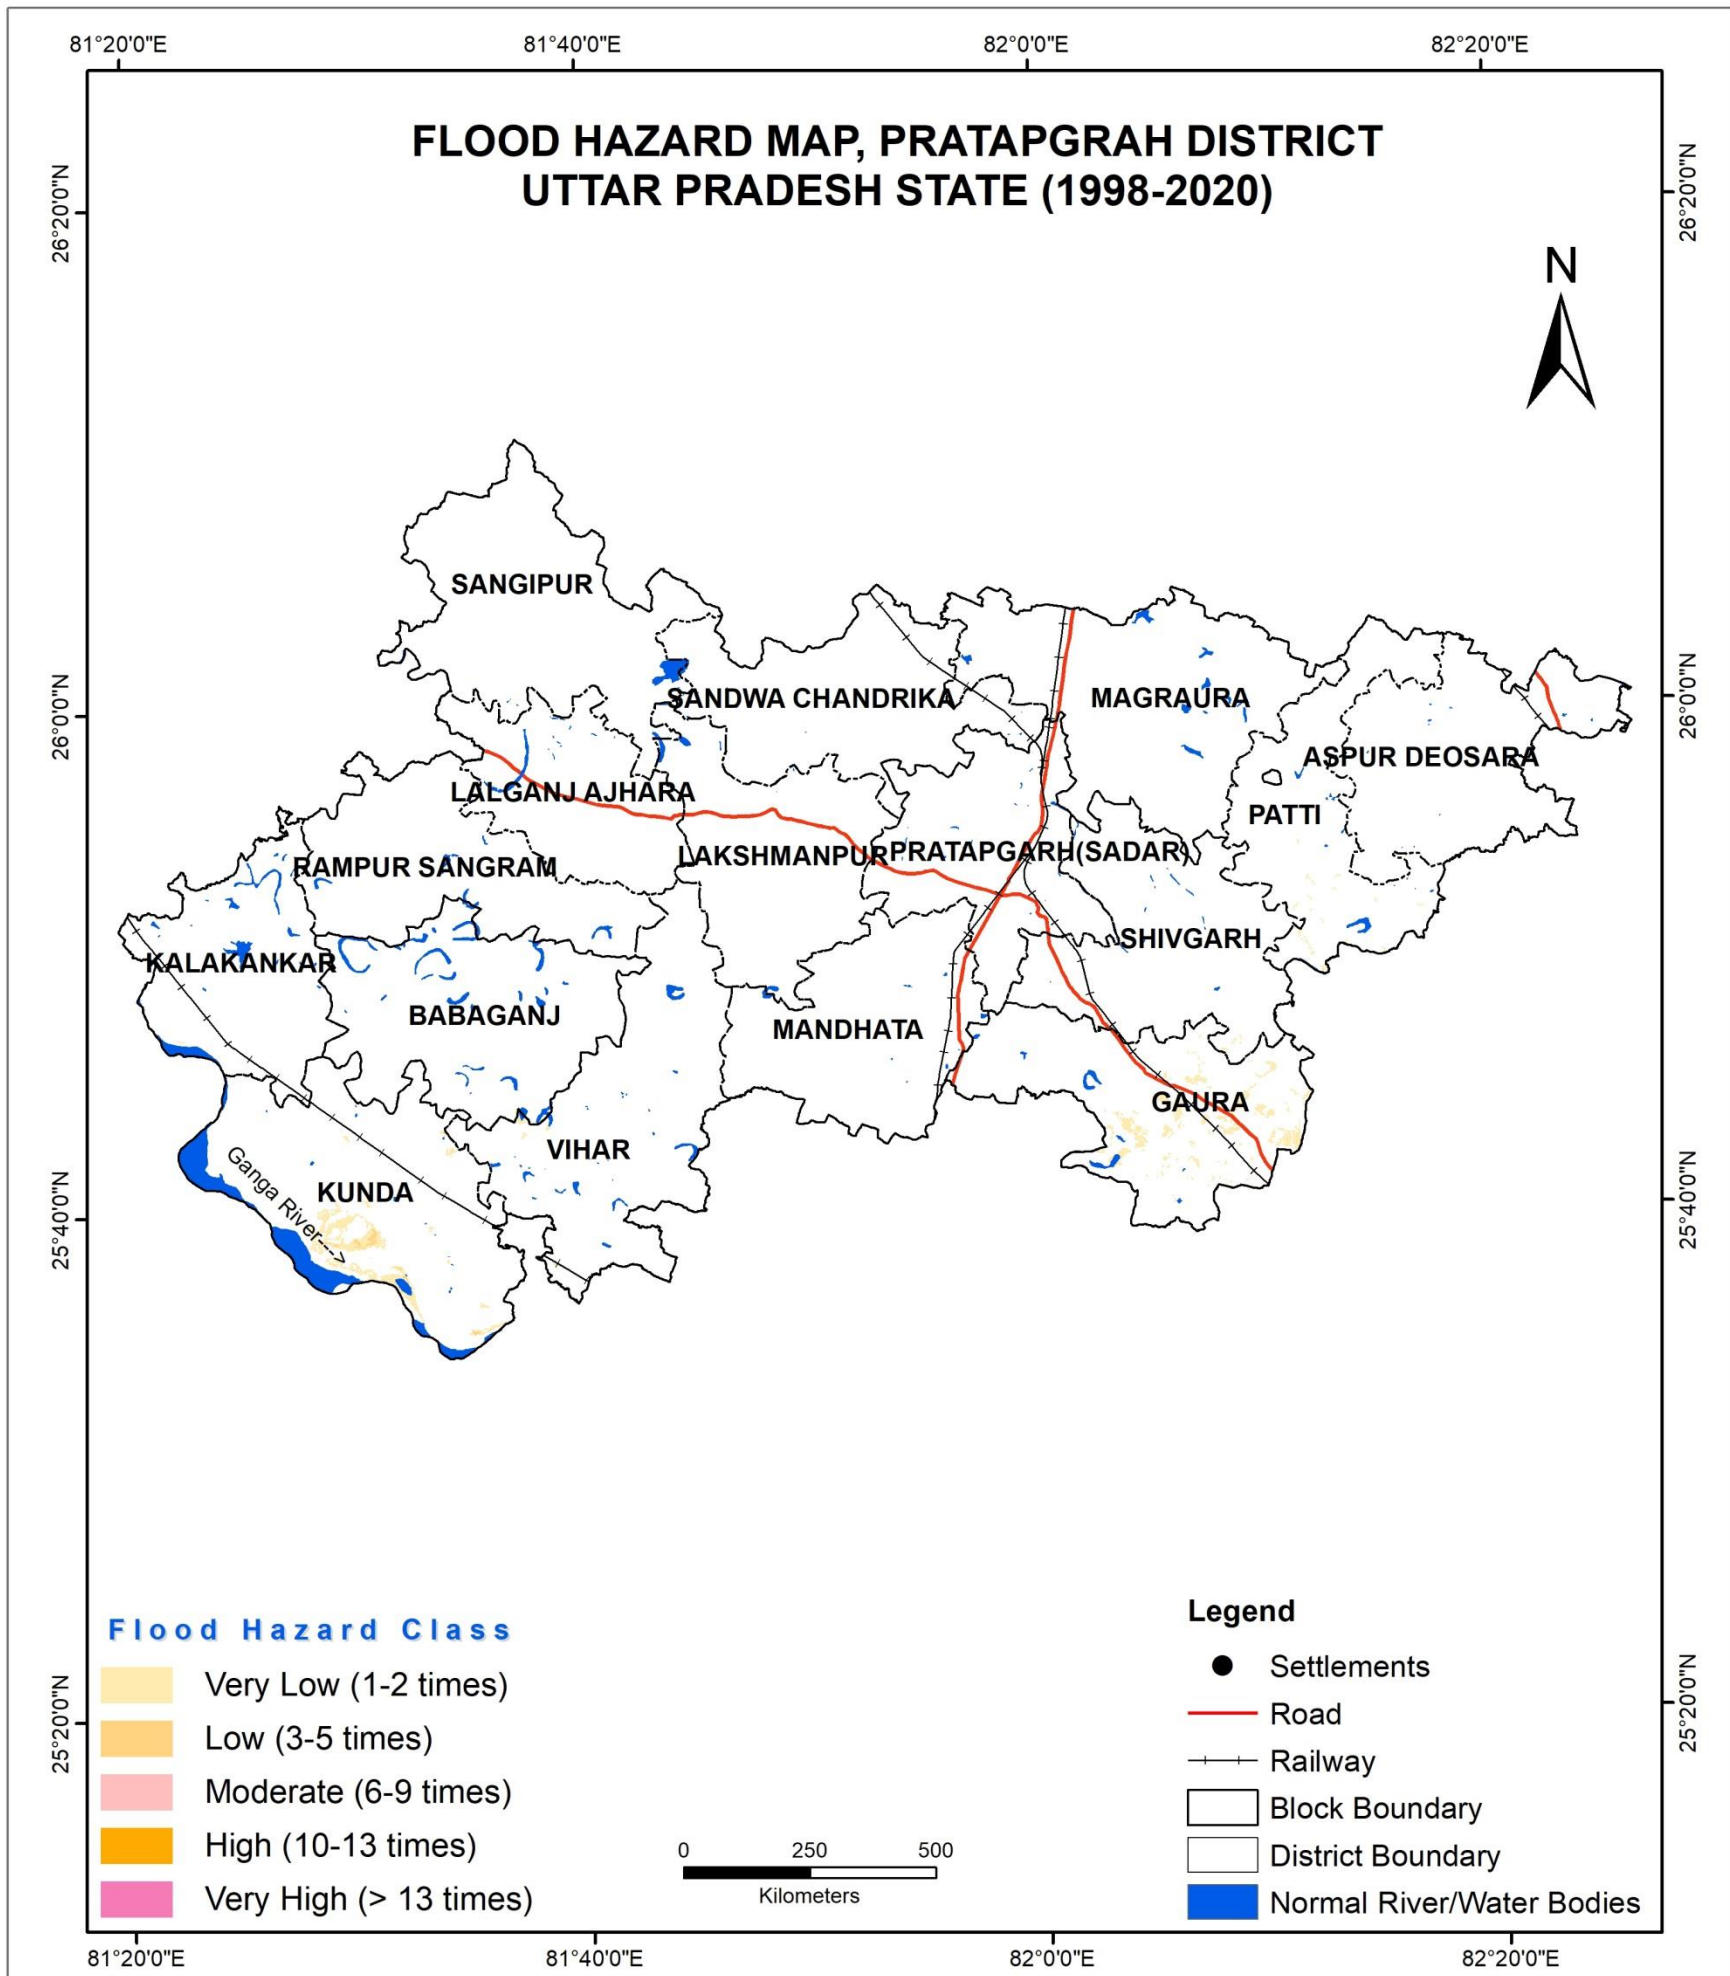 81°20'0"E
81°40'0"E
82°0'0"E
82°20'0"E
FLOOD HAZARD MAP, PRATAPGRAH DISTRICT
UTTAR PRADESH STATE (1998-2020)
26°20'0"N
26°20'0"N
N
SANGIPUR
SANDWA CHANDRIKA
MAGRAURA
26°0'0"N
26°0'0"N
ASPUR DEOSARA
LALGANJ AJHARA
PATTI
RAMPUR SANGRAM
LAKSHMANPUR
PRATAPGARH(SADAR)
SHIVGARH
KALAKANKAR
BABAGANJ
MANDHATA
GAURA
VIHAR
KUNDA
Ganga River---->
25°40'0"N
25°40'0"N
Flood Hazard Class
Very Low (1-2 times)
Low (3-5 times)
Moderate (6-9 times)
High (10-13 times)
Very High (> 13 times)
25°20'0"N
0 250 500
Kilometers
Legend
Settlements
Road
Railway
Block Boundary
District Boundary
Normal River/Water Bodies
25°20'0"N
81°20'0"E
81°40'0"E
82°0'0"E
82°20'0"E